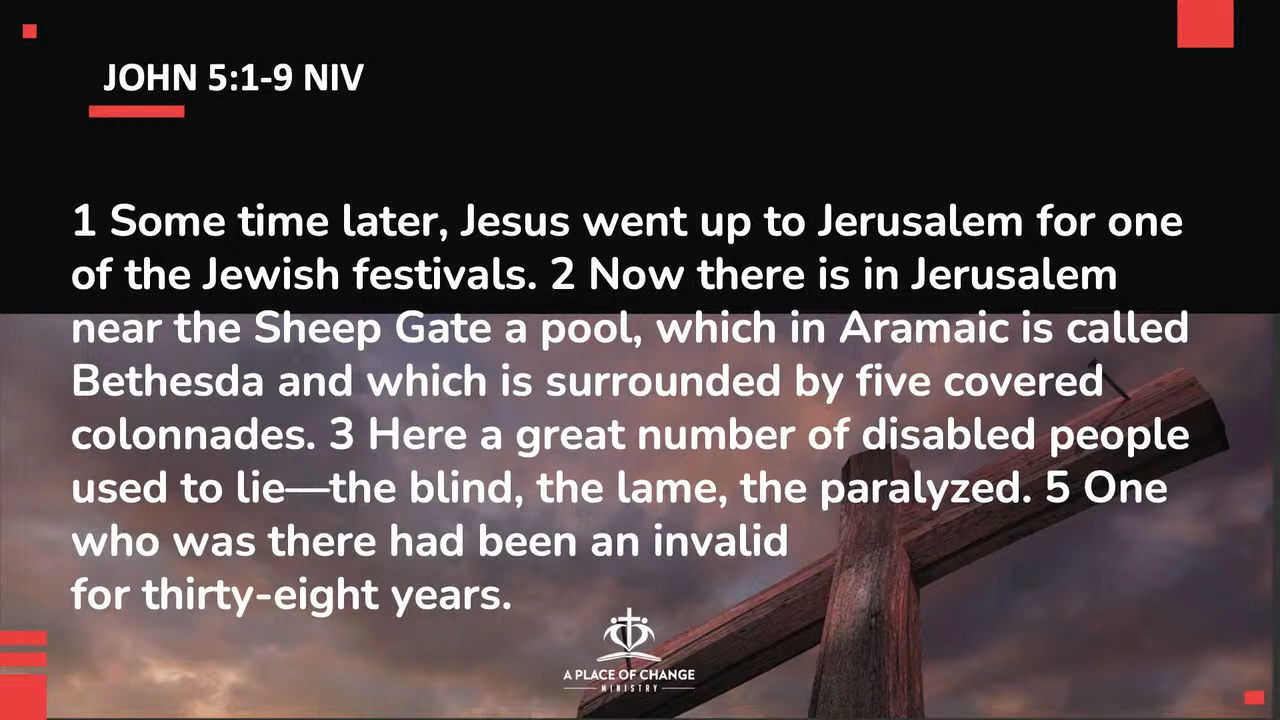 JOHN 5:1-9 NIV
1 Some time later, Jesus went up to Jerusalem for one
of the Jewish festivals. 2 Now there is in Jerusalem
near the Sheep Gate a pool, which in Aramaic is called
Bethesda and which is surrounded by five covered
colonnades. 3 Here a great number of disabled people
used to lie—the blind, the lame, the paralyzed. 5 One
who was there had been an invalid
for thirty-eight years.
A PLACE OF CHANGE
MINISTRY